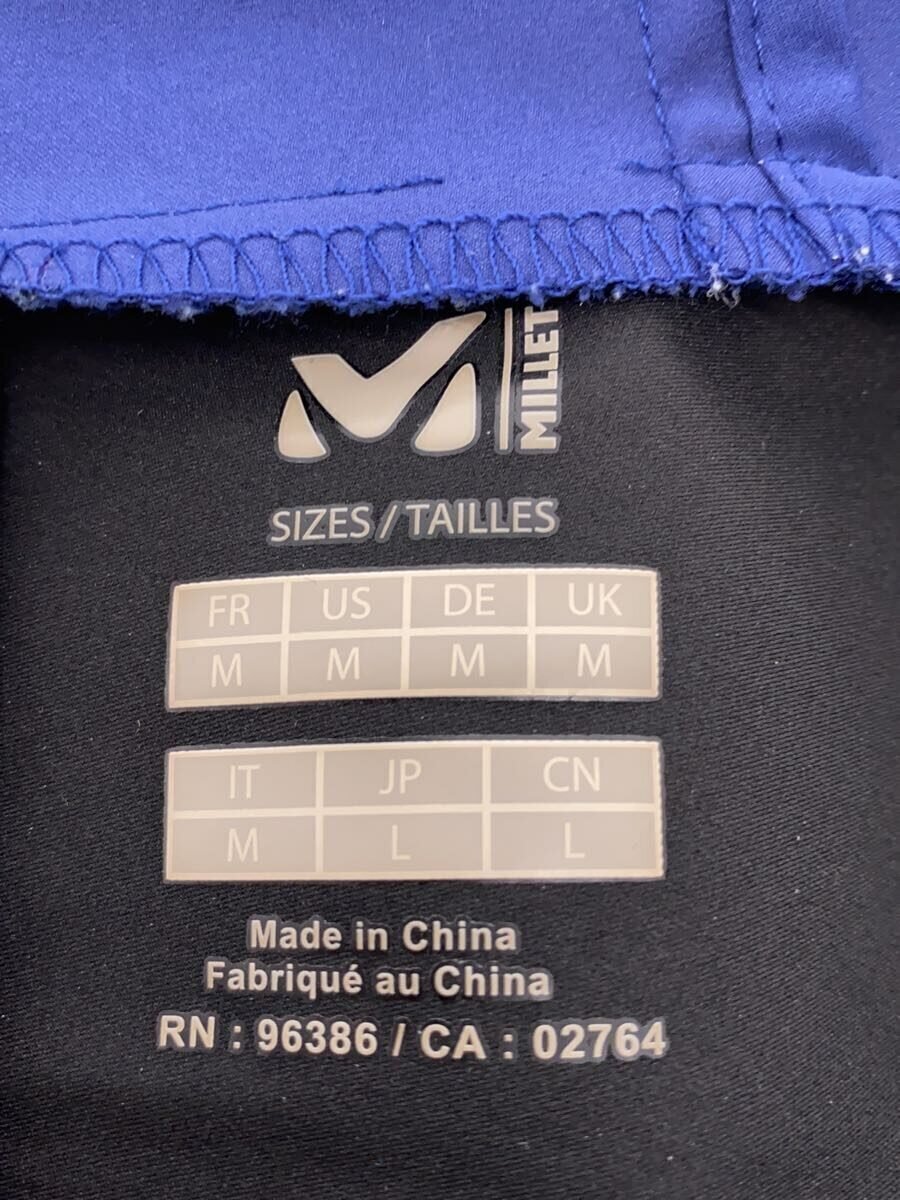 MILLET
SIZES / TAILLES
FR US DE UK
M M M M
IT JP CN
M L L
Made in China
Fabriqué au China
RN : 96386 / CA : 02764